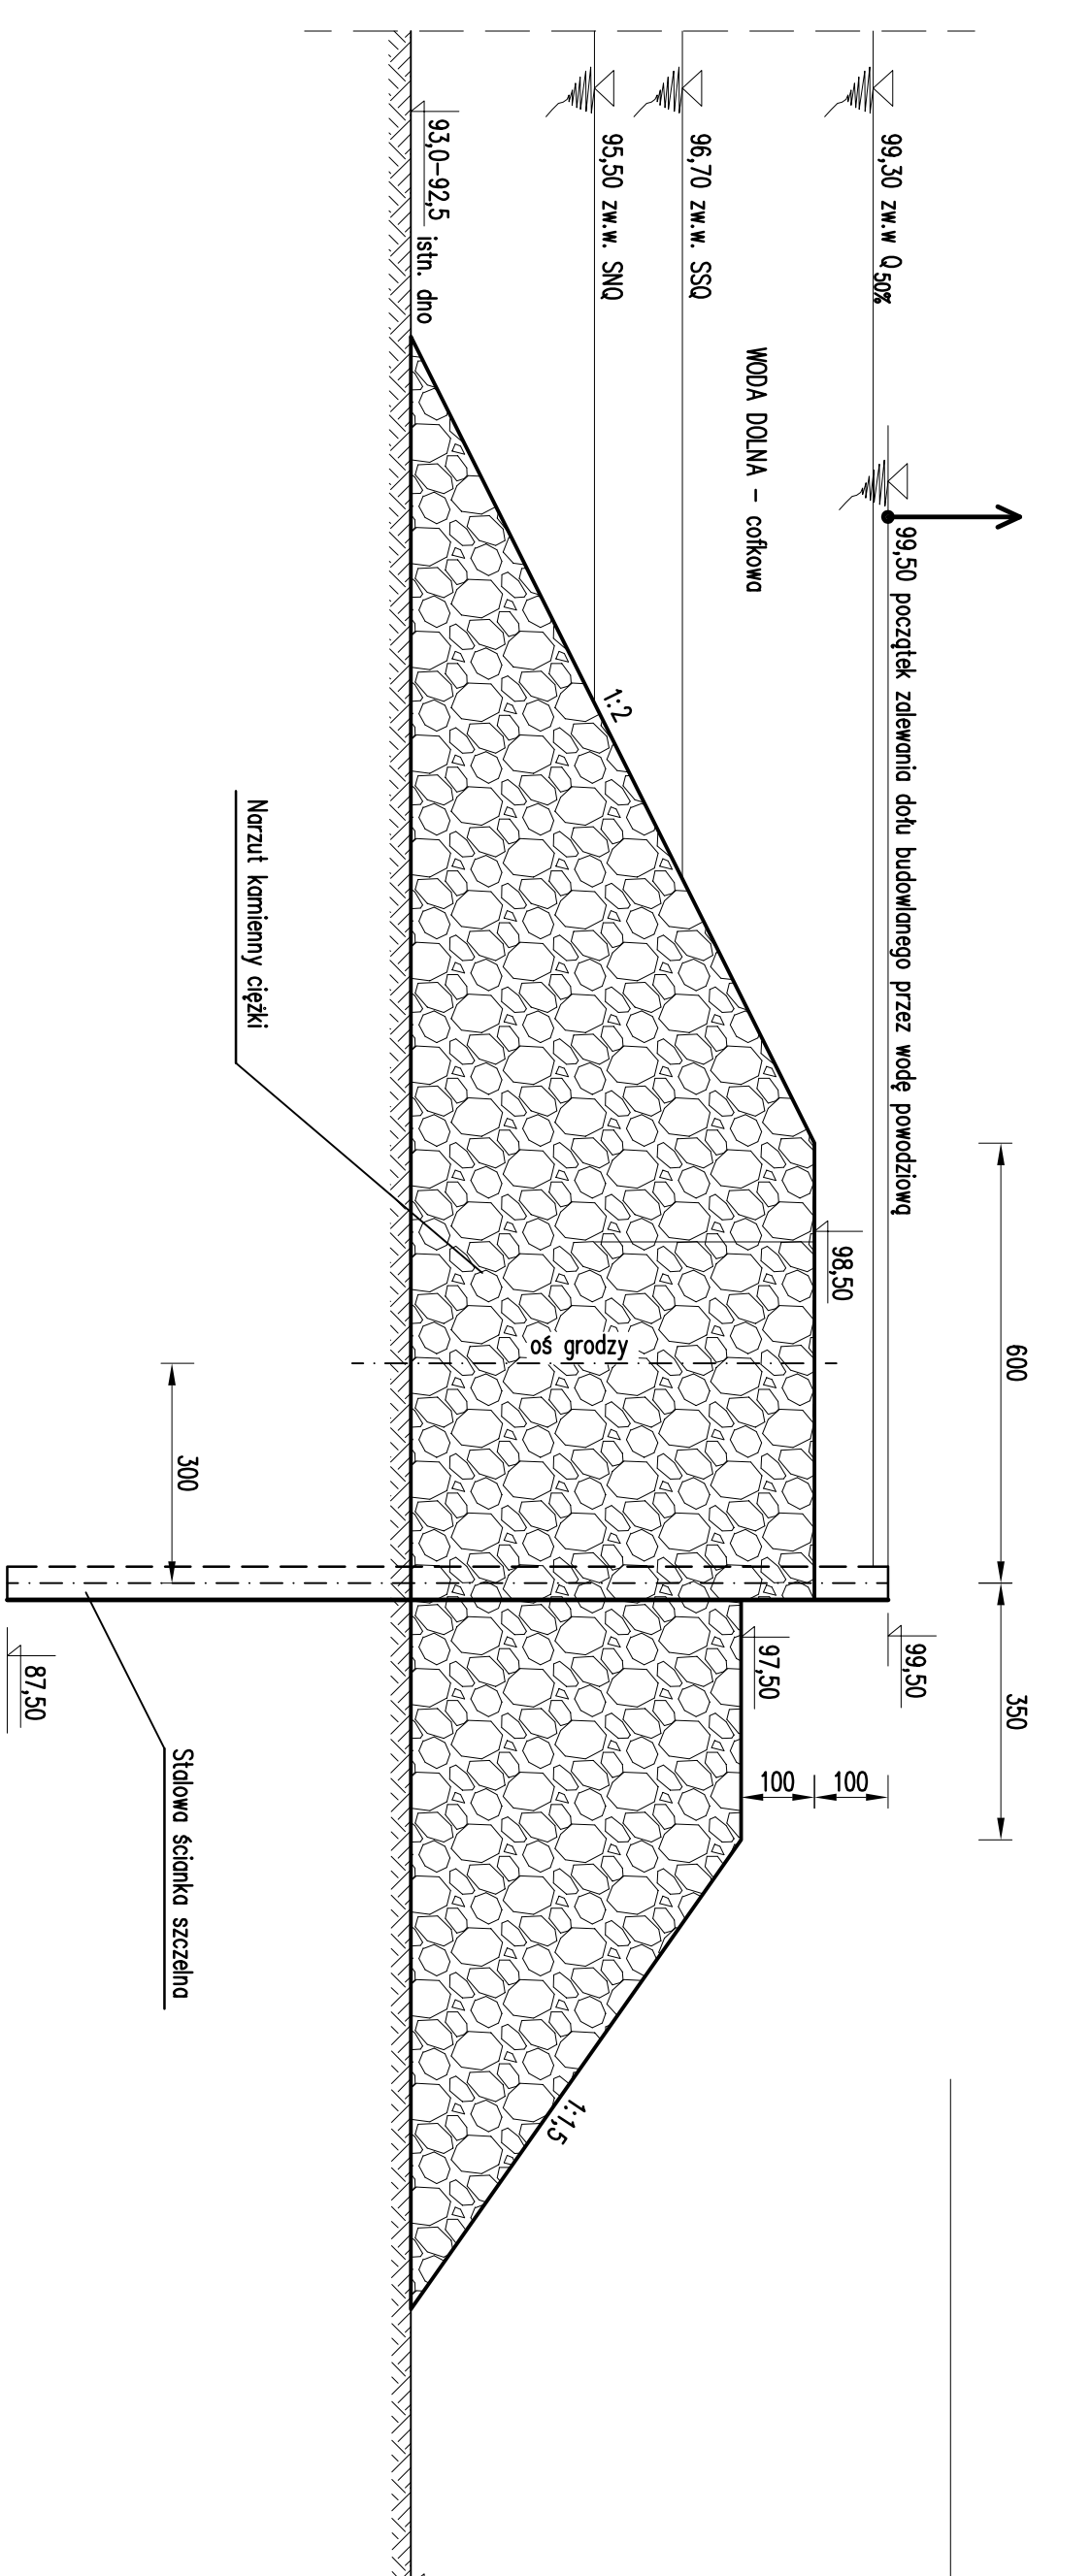 600
350
99,50 początek zalewania dołu budowlanego przez wodę powodziową
99,30 zw.w Q50%
99,50
98,50
100
100
WODA DOLNA - cofkowa
97,50
96,70 zw.w. SSQ
95,50 zw.w. SNQ
1:2
oś grodzy
1:1,5
93,0-92,5 istn. dno
Narzut kamienny ciężki
300
Stalowa ścianka szczelna
87,50